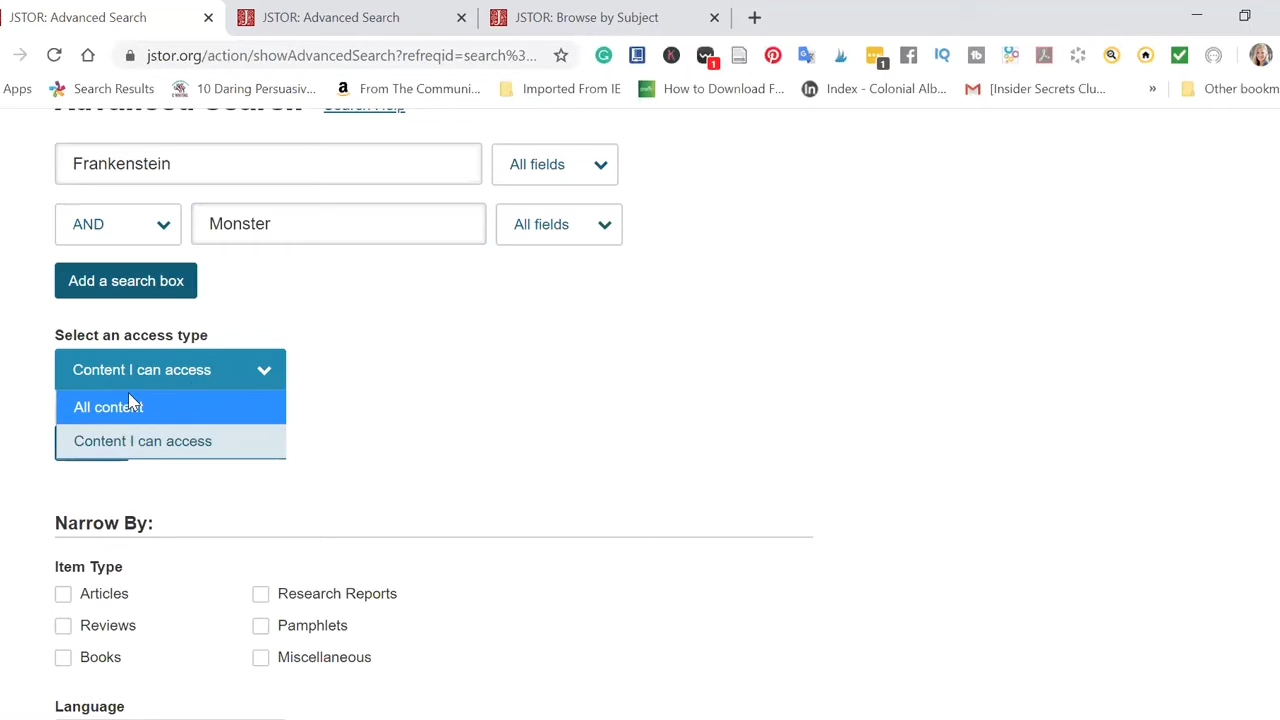 JSTOR: Advanced Search
JSTOR: Advanced Search
JSTOR: Browse by Subject
jstor.org/action/showAdvancedSearch?refreqid=search%3...
1
1
Apps
Search Results
10 Daring Persuasiv...
From The Communi...
Imported From IE
How to Download F...
Index - Colonial Alb...
[Insider Secrets Clu...
»
Other bookm
Advanced Search
Search Help
Frankenstein
All fields
AND
Monster
All fields
Add a search box
Select an access type
Content I can access
All content
Content I can access
Narrow By:
Item Type
Articles
Research Reports
Reviews
Pamphlets
Books
Miscellaneous
Language